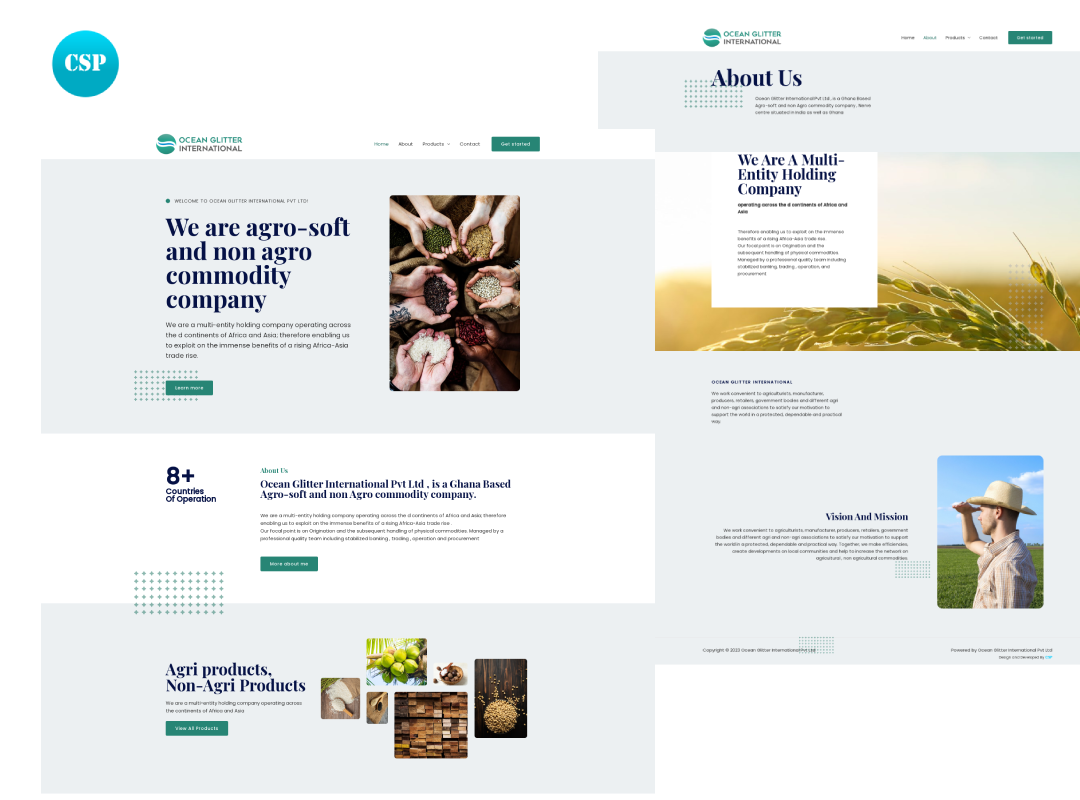 CSP
OCEAN GLITTER
INTERNATIONAL
Home About Products Contact Get started
WELCOME TO OCEAN GLITTER INTERNATIONAL PVT LTD!
We are agro-soft
and non agro
commodity
company
We are a multi-entity holding company operating across
the d continents of Africa and Asia; therefore enabling us
to exploit on the immense benefits of a rising Africa-Asia
trade rise.
Learn more
8+
Countries
Of Operation
About Us
Ocean Glitter International Pvt Ltd , is a Ghana Based
Agro-soft and non Agro commodity company.
We are a multi-entity holding company operating across the d continents of Africa and Asia; therefore
enabling us to exploit on the immense benefits of a rising Africa-Asia trade rise .
Our focal point is on Origination and the subsequent handling of physical commodities. Managed by a
professional quality team including stabilized banking , trading , operation and procurement
More about me
Agri products,
Non-Agri Products
We are a multi-entity holding company operating across
the continents of Africa and Asia
View All Products
OCEAN GLITTER
INTERNATIONAL
Home About Products Contact Get started
About Us
Ocean Glitter International Pvt Ltd , is a Ghana Based
Agro-soft and non Agro commodity company , Nerve
centre situated in India as well as Ghana
We Are A Multi-
Entity Holding
Company
operating across the d continents of Africa and
Asia
Therefore enabling us to exploit on the immense
benefits of a rising Africa-Asia trade rise.
Our focal point is on Origination and the
subsequent handling of physical commodities.
Managed by a professional quality team including
stabilized banking, trading , operation, and
procurement
OCEAN GLITTER INTERNATIONAL
We work convenient to agriculturists, manufacturer,
producers, retailers, government bodies and different agri
and non-agri associations to satisfy our motivation to
support the world in a protected, dependable and practical
way.
Vision And Mission
We work convenient to agriculturists, manufactures producers, retailers, government
bodies and different agri and non-agri associations to satisfy our motivation to support
the world in a protected, dependable and practical way. Together, we make efficiencies,
create developments on local communities and help to increase the network on
agricultural , non agricultural commodities.
Copyright © 2023 Ocean Glitter International Pvt Ltd
Powered by Ocean Glitter International Pvt Ltd
Design and developed by CSP